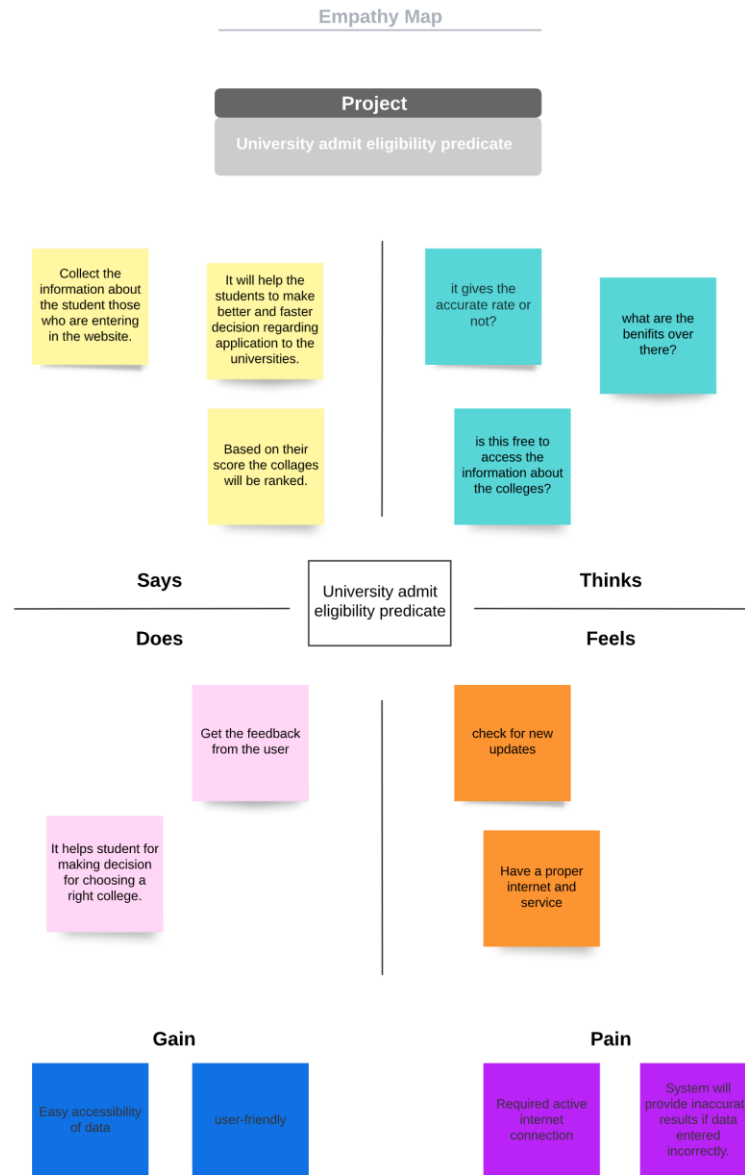 Empathy Map
Project
University admit eligibility predicate
Collect the
information about
the student those
who are entering
in the website.
It will help the
students to make
better and faster
decision regarding
application to the
universities.
Based on their
score the collages
will be ranked.
it gives the
accurate rate or
not?
what are the
benifits over
there?
is this free to
access the
information about
the colleges?
Says
Thinks
University admit
eligibility predicate
Does
Feels
Get the feedback
from the user
It helps student for
making decision
for choosing a
right college.
check for new
updates
Have a proper
internet and
service
Gain
Pain
Easy accessibility
of data
user-friendly
Required active
internet
connection
System will
provide inaccurat
results if data
entered
incorrectly.